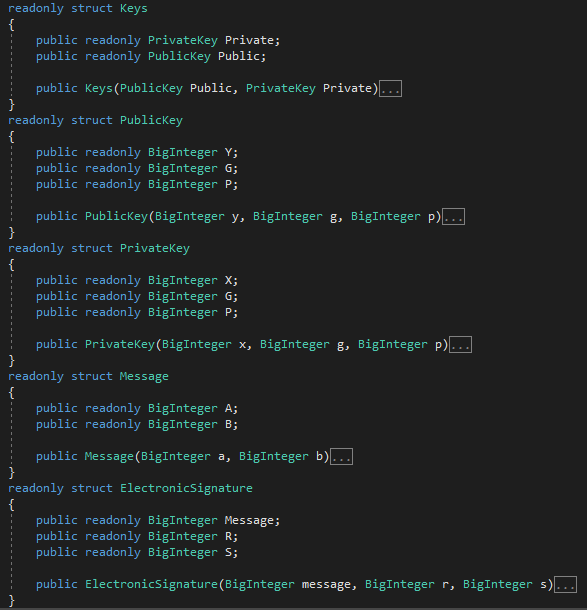 readonly struct Keys
{
public readonly PrivateKey Private;
public readonly PublicKey Public;
public Keys(PublicKey Public, PrivateKey Private)...
}
readonly struct PublicKey
{
public readonly BigInteger Y;
public readonly BigInteger G;
public readonly BigInteger P;
public PublicKey(BigInteger y, BigInteger g, BigInteger p)...
}
readonly struct PrivateKey
{
public readonly BigInteger X;
public readonly BigInteger G;
public readonly BigInteger P;
public PrivateKey(BigInteger x, BigInteger g, BigInteger p)...
}
readonly struct Message
{
public readonly BigInteger A;
public readonly BigInteger B;
public Message(BigInteger a, BigInteger b)...
}
readonly struct ElectronicSignature
{
public readonly BigInteger Message;
public readonly BigInteger R;
public readonly BigInteger S;
public ElectronicSignature(BigInteger message, BigInteger r, BigInteger s)...
}